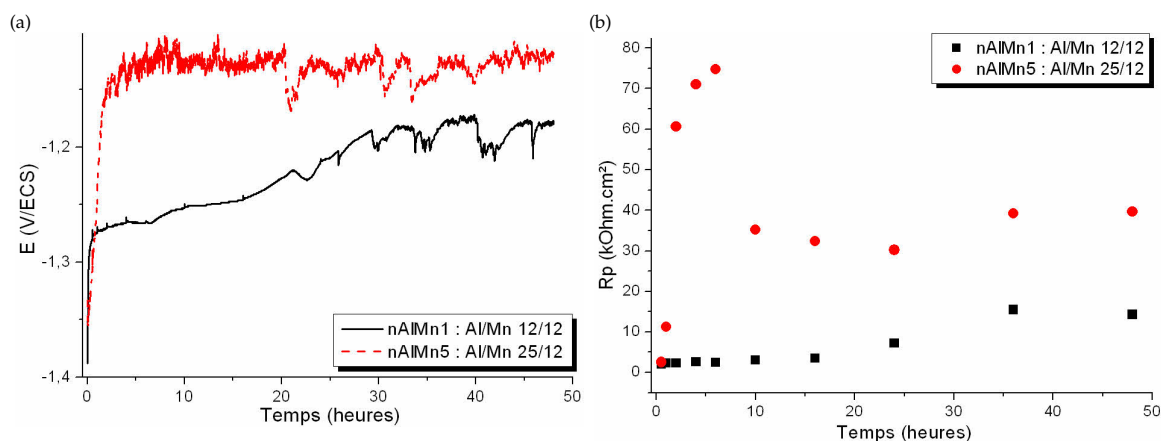 (a)
E (V/ECS)
-1,2
-1,3
-1,4
0
10
20
30
40
50
Temps (heures)
nAlMn1 : Al/Mn 12/12
nAlMn5 : Al/Mn 25/12
(b)
Rp (kOhm.cm²)
80
70
60
50
40
30
20
10
0
0
10
20
30
40
50
Temps (heures)
nAlMn1 : Al/Mn 12/12
nAlMn5 : Al/Mn 25/12